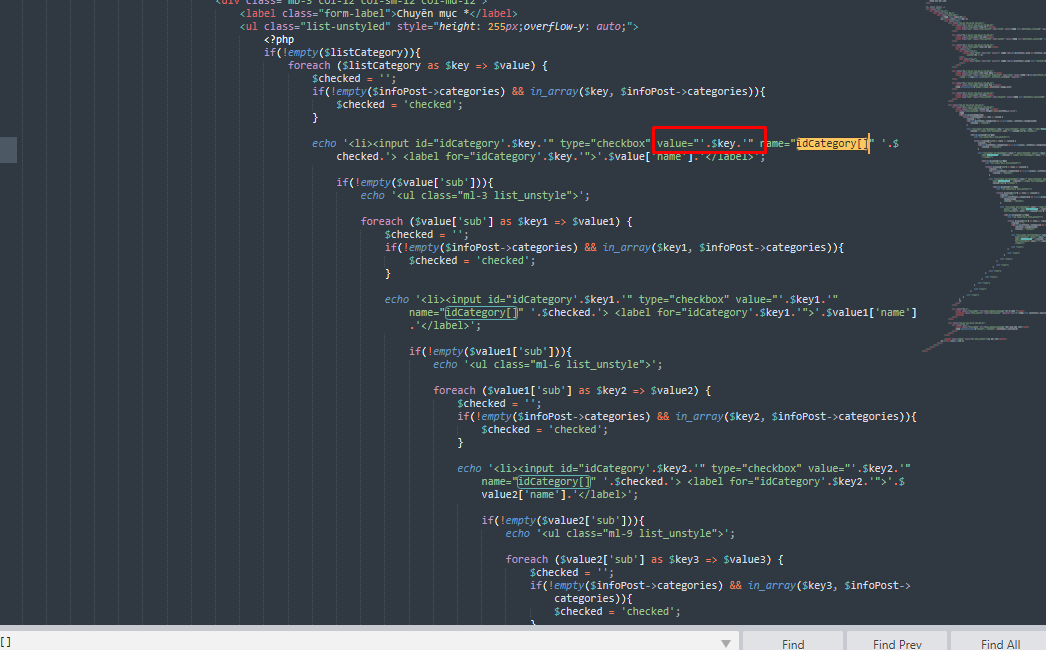 <div class="mb-3 col-12 col-sm-12 col-md-12">
<label class="form-label">Chuyên mục *</label>
<ul class="list-unstyled" style="height: 255px;overflow-y: auto;">
<?php
if(!empty($listCategory)){
foreach ($listCategory as $key => $value) {
$checked = '';
if(!empty($infoPost->categories) && in_array($key, $infoPost->categories)){
$checked = 'checked';
}
echo '<li><input id="idCategory'.$key.'" type="checkbox" value="'.$key.'" name="idCategory[]" '.$
checked.'> <label for="idCategory'.$key.'">'.$value['name'].'</label>';
if(!empty($value['sub'])){
echo '<ul class="ml-3 list_unstyle">';
foreach ($value['sub'] as $key1 => $value1) {
$checked = '';
if(!empty($infoPost->categories) && in_array($key1, $infoPost->categories)){
$checked = 'checked';
}
echo '<li><input id="idCategory'.$key1.'" type="checkbox" value="'.$key1.'"
name="idCategory[]" '.$checked.'> <label for="idCategory'.$key1.'">'.$value1['name']
.'</label>';
if(!empty($value1['sub'])){
echo '<ul class="ml-6 list_unstyle">';
foreach ($value1['sub'] as $key2 => $value2) {
$checked = '';
if(!empty($infoPost->categories) && in_array($key2, $infoPost->categories)){
$checked = 'checked';
}
echo '<li><input id="idCategory'.$key2.'" type="checkbox" value="'.$key2.'"
name="idCategory[]" '.$checked.'> <label for="idCategory'.$key2.'">'.$
value2['name'].'</label>';
if(!empty($value2['sub'])){
echo '<ul class="ml-9 list_unstyle">';
foreach ($value2['sub'] as $key3 => $value3) {
$checked = '';
if(!empty($infoPost->categories) && in_array($key3, $infoPost->
categories)){
$checked = 'checked';
}
[]
Find
Find Prev
Find All